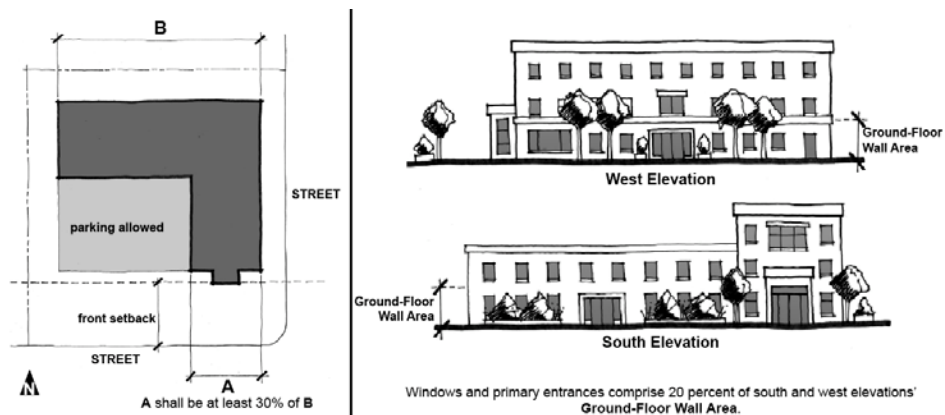 B
STREET
parking allowed
front setback
STREET
A
N
A shall be at least 30% of B
Ground-Floor
Wall Area
West Elevation
Ground-Floor
Wall Area
South Elevation
Windows and primary entrances comprise 20 percent of south and west elevations'
Ground-Floor Wall Area.